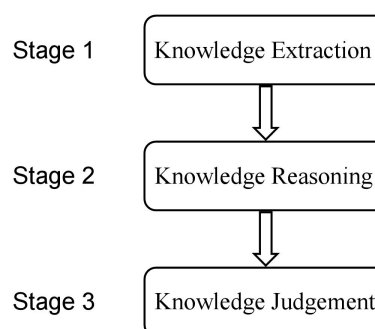 Stage 1 Knowledge Extraction
Stage 2 Knowledge Reasoning
Stage 3 Knowledge Judgement